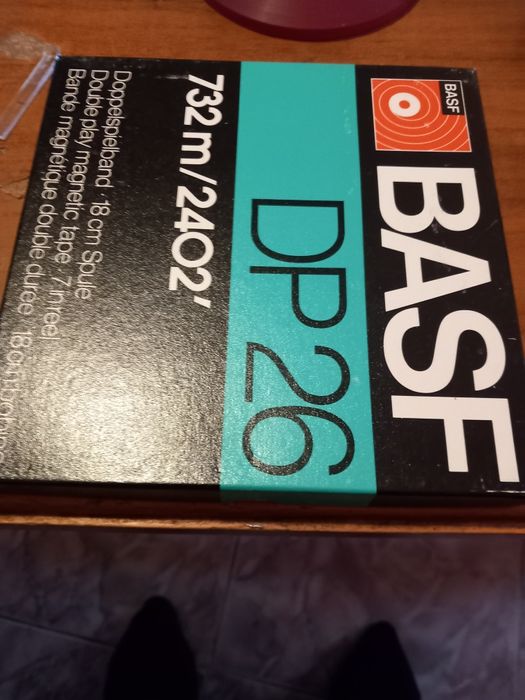 BASF
BASF
DP 26
732 m/2402'
Doppelspielband · 18 cm Spule
Double play magnetic tape · 7 in reel
Bande magnétique double durée · 18 cm bobine